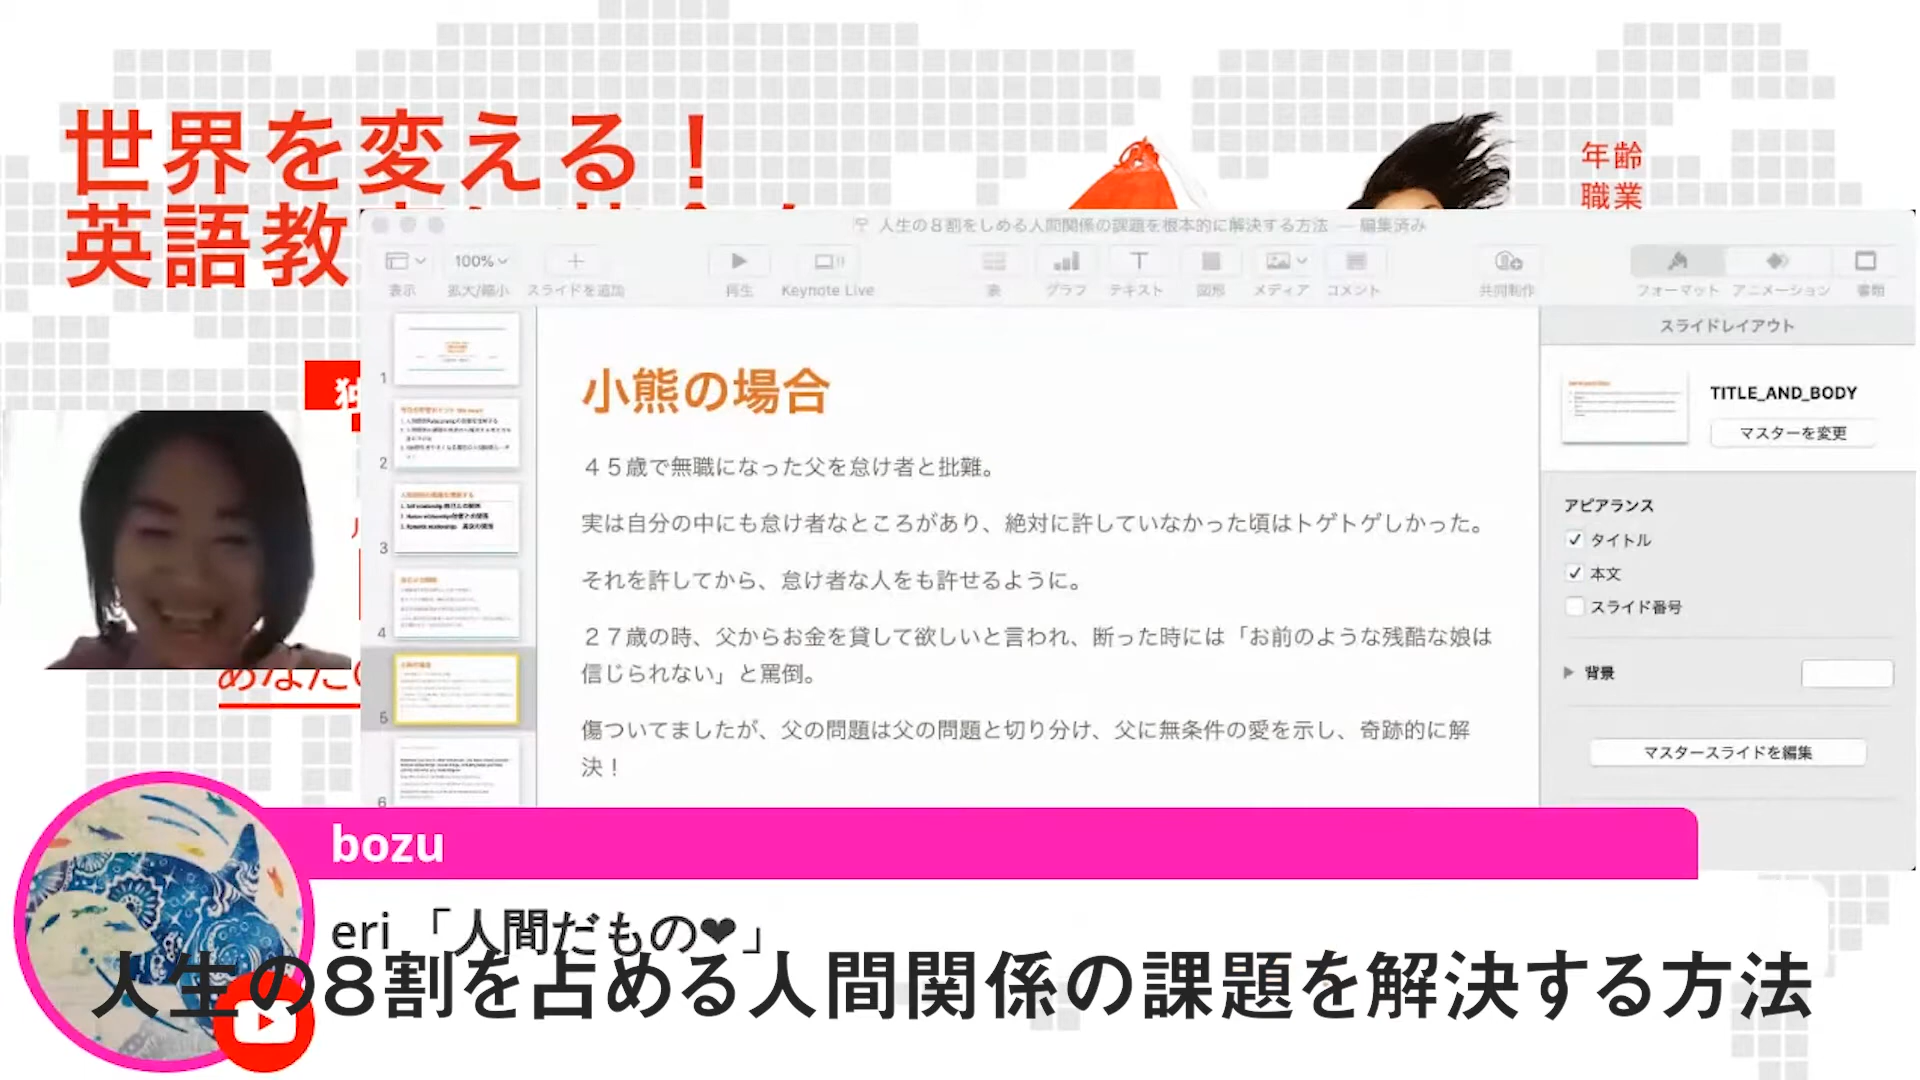 世界を変える！
英語教
年齢
職業
独
あなたの
人生の８割をしめる人間関係の課題を根本的に解決する方法 — 編集済み
100%
表示
拡大/縮小
スライドを追加
再生
Keynote Live
表
グラフ
テキスト
図形
メディア
コメント
共同制作
フォーマット
アニメーション
書類
スライドレイアウト
TITLE_AND_BODY
マスターを変更
アピアランス
タイトル
本文
スライド番号
背景
マスタースライドを編集
1
2
3
4
5
6
小熊の場合
４５歳で無職になった父を怠け者と批難。
実は自分の中にも怠け者なところがあり、絶対に許していなかった頃はトゲトゲしかった。
それを許してから、怠け者な人をも許せるように。
２７歳の時、父からお金を貸して欲しいと言われ、断った時には「お前のような残酷な娘は
信じられない」と罵倒。
傷ついてましたが、父の問題は父の問題と切り分け、父に無条件の愛を示し、奇跡的に解
決！
bozu
eri 「人間だもの❤」
人生の８割を占める人間関係の課題を解決する方法